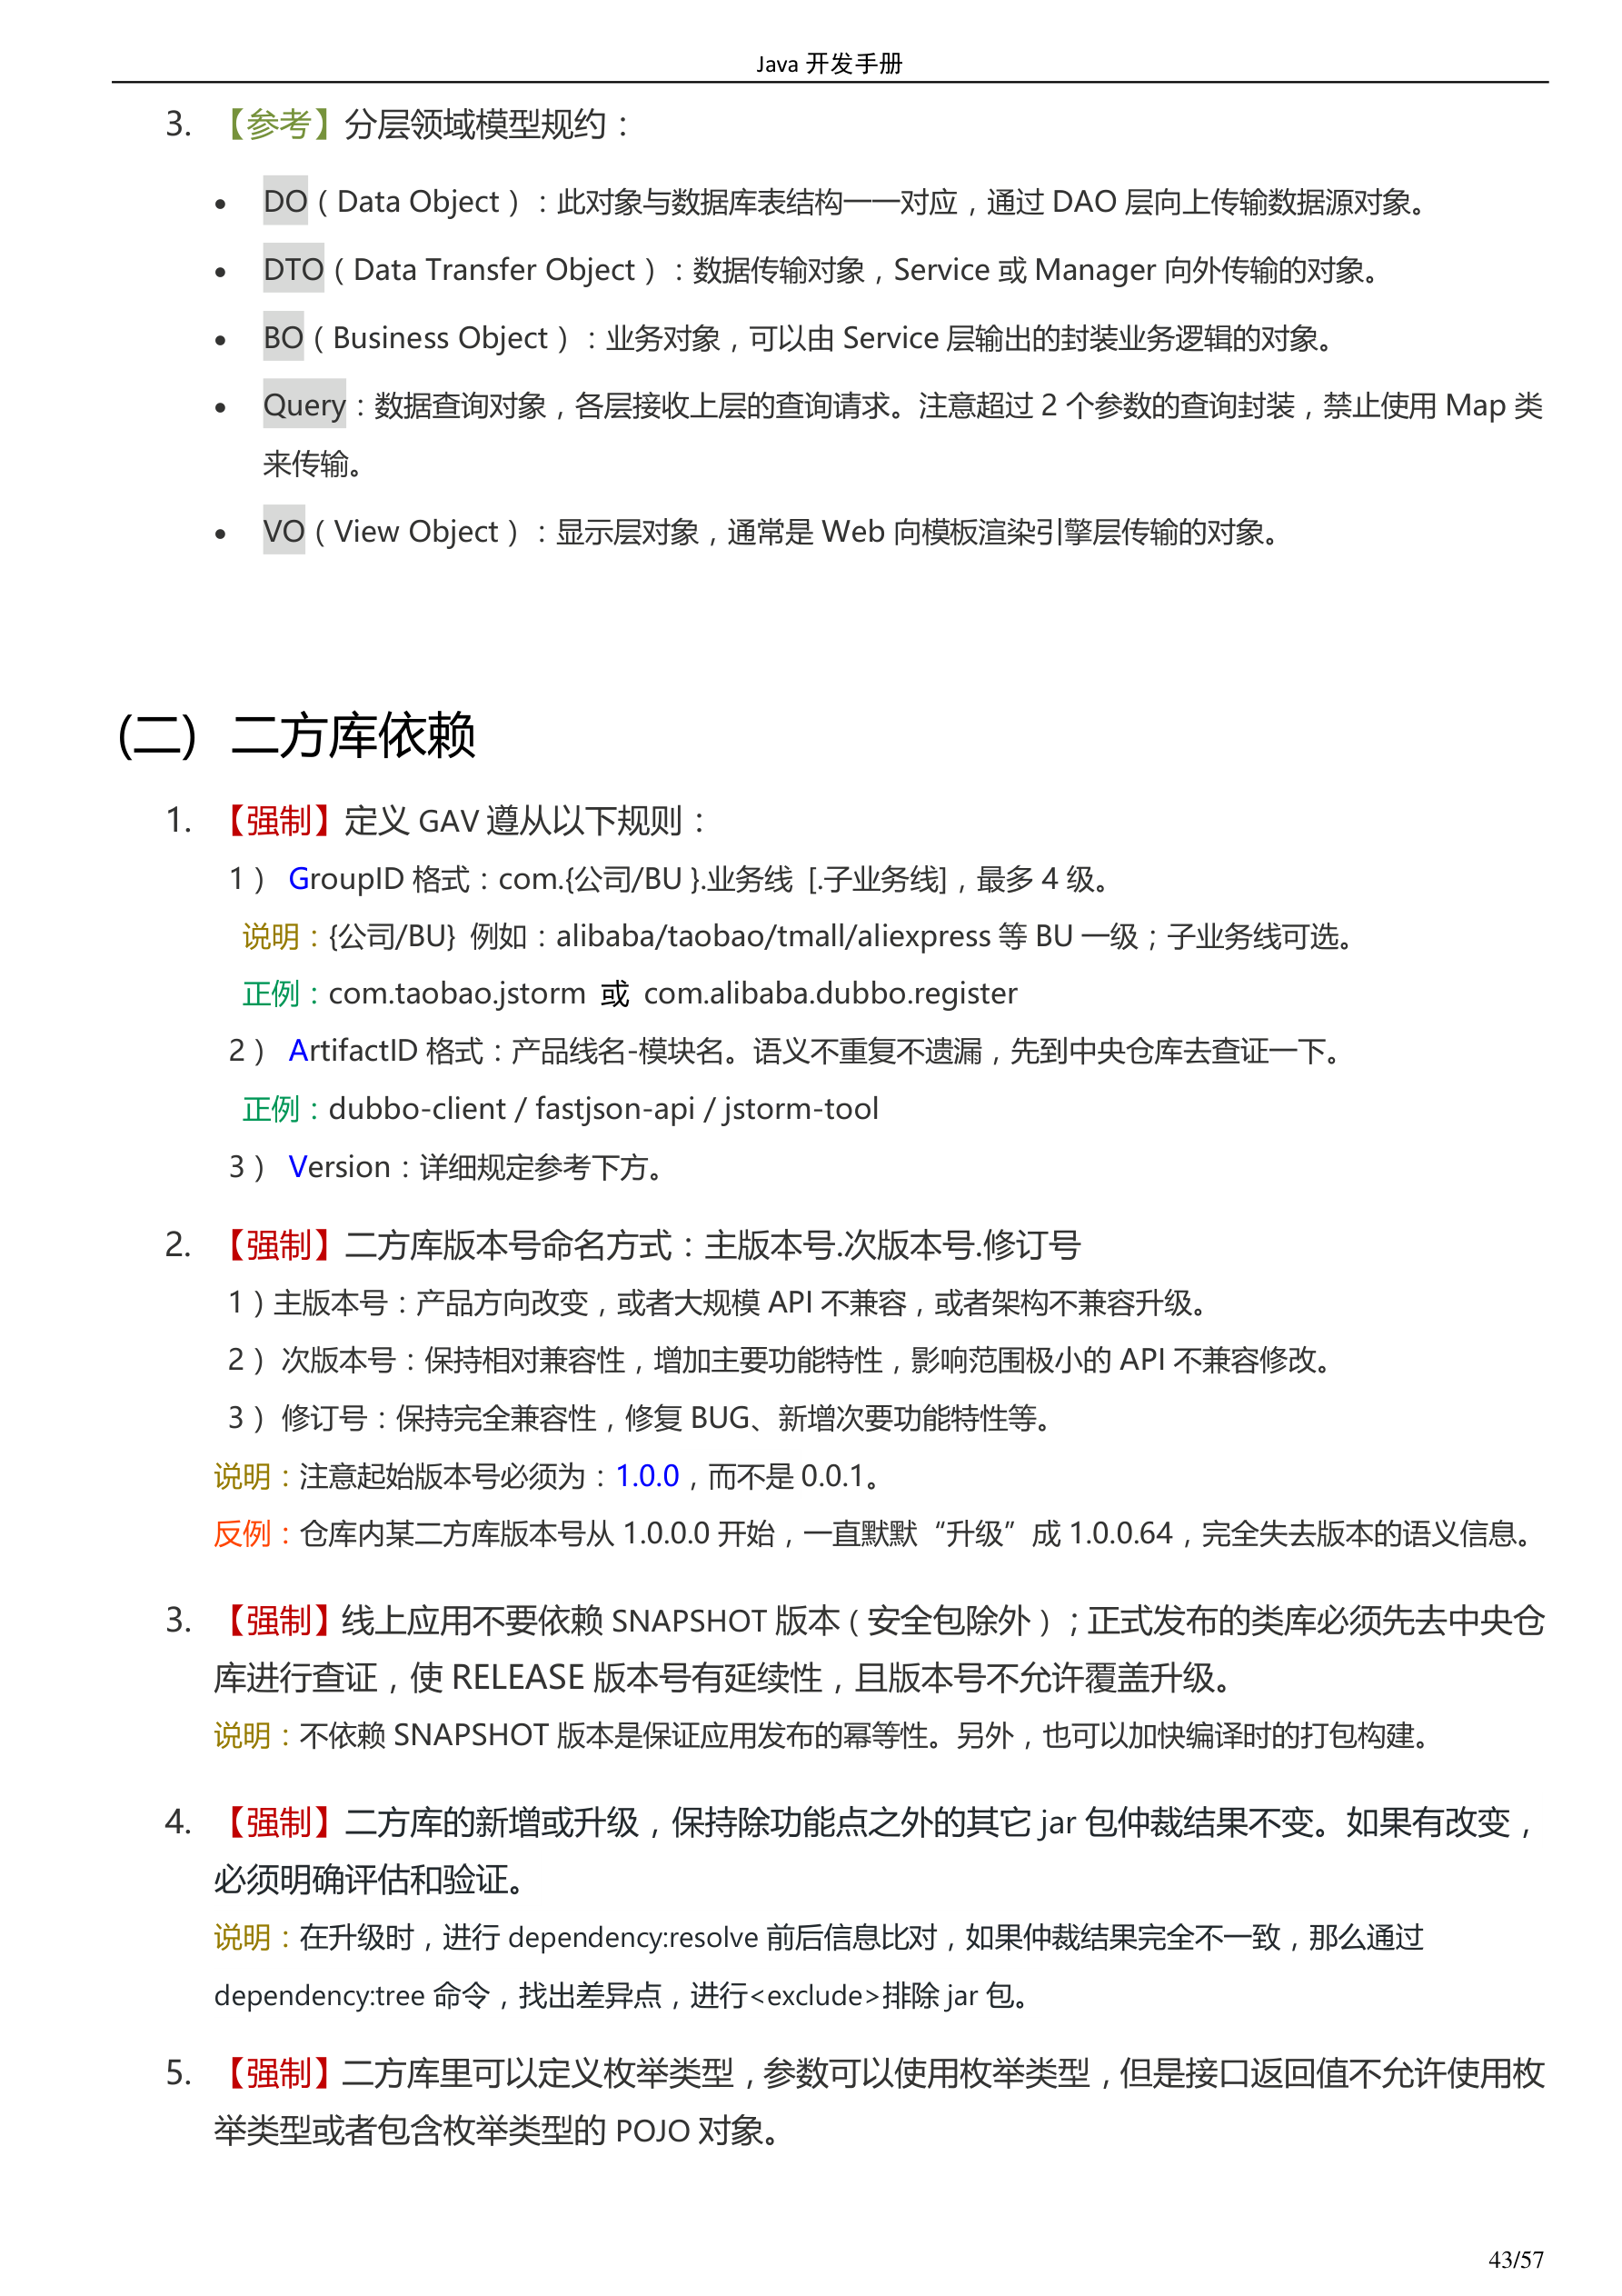 Java 开发手册
3. 【参考】分层领域模型规约：
• DO（Data Object）：此对象与数据库表结构一一对应，通过 DAO 层向上传输数据源对象。
• DTO（Data Transfer Object）：数据传输对象，Service 或 Manager 向外传输的对象。
• BO（Business Object）：业务对象，可以由 Service 层输出的封装业务逻辑的对象。
• Query：数据查询对象，各层接收上层的查询请求。注意超过 2 个参数的查询封装，禁止使用 Map 类
来传输。
• VO（View Object）：显示层对象，通常是 Web 向模板渲染引擎层传输的对象。
(二) 二方库依赖
1. 【强制】定义 GAV 遵从以下规则：
1） GroupID 格式：com.{公司/BU }.业务线 [.子业务线]，最多 4 级。
说明：{公司/BU} 例如：alibaba/taobao/tmall/aliexpress 等 BU 一级；子业务线可选。
正例：com.taobao.jstorm 或 com.alibaba.dubbo.register
2） ArtifactID 格式：产品线名-模块名。语义不重复不遗漏，先到中央仓库去查证一下。
正例：dubbo-client / fastjson-api / jstorm-tool
3） Version：详细规定参考下方。
2. 【强制】二方库版本号命名方式：主版本号.次版本号.修订号
1）主版本号：产品方向改变，或者大规模 API 不兼容，或者架构不兼容升级。
2） 次版本号：保持相对兼容性，增加主要功能特性，影响范围极小的 API 不兼容修改。
3） 修订号：保持完全兼容性，修复 BUG、新增次要功能特性等。
说明：注意起始版本号必须为：1.0.0，而不是 0.0.1。
反例：仓库内某二方库版本号从 1.0.0.0 开始，一直默默“升级”成 1.0.0.64，完全失去版本的语义信息。
3. 【强制】线上应用不要依赖 SNAPSHOT 版本（安全包除外）；正式发布的类库必须先去中央仓
库进行查证，使 RELEASE 版本号有延续性，且版本号不允许覆盖升级。
说明：不依赖 SNAPSHOT 版本是保证应用发布的幂等性。另外，也可以加快编译时的打包构建。
4. 【强制】二方库的新增或升级，保持除功能点之外的其它 jar 包仲裁结果不变。如果有改变，
必须明确评估和验证。
说明：在升级时，进行 dependency:resolve 前后信息比对，如果仲裁结果完全不一致，那么通过
dependency:tree 命令，找出差异点，进行<exclude>排除 jar 包。
5. 【强制】二方库里可以定义枚举类型，参数可以使用枚举类型，但是接口返回值不允许使用枚
举类型或者包含枚举类型的 POJO 对象。
43/57